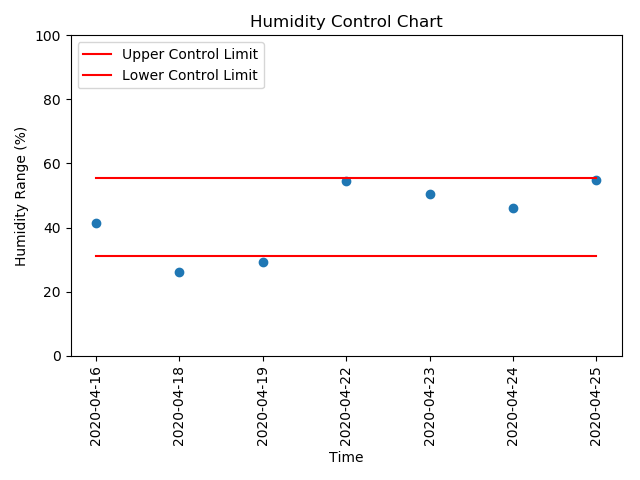 Humidity Control Chart
Upper Control Limit
Lower Control Limit
Humidity Range (%)
100
80
60
40
20
0
2020-04-16
2020-04-18
2020-04-19
2020-04-22
2020-04-23
2020-04-24
2020-04-25
Time